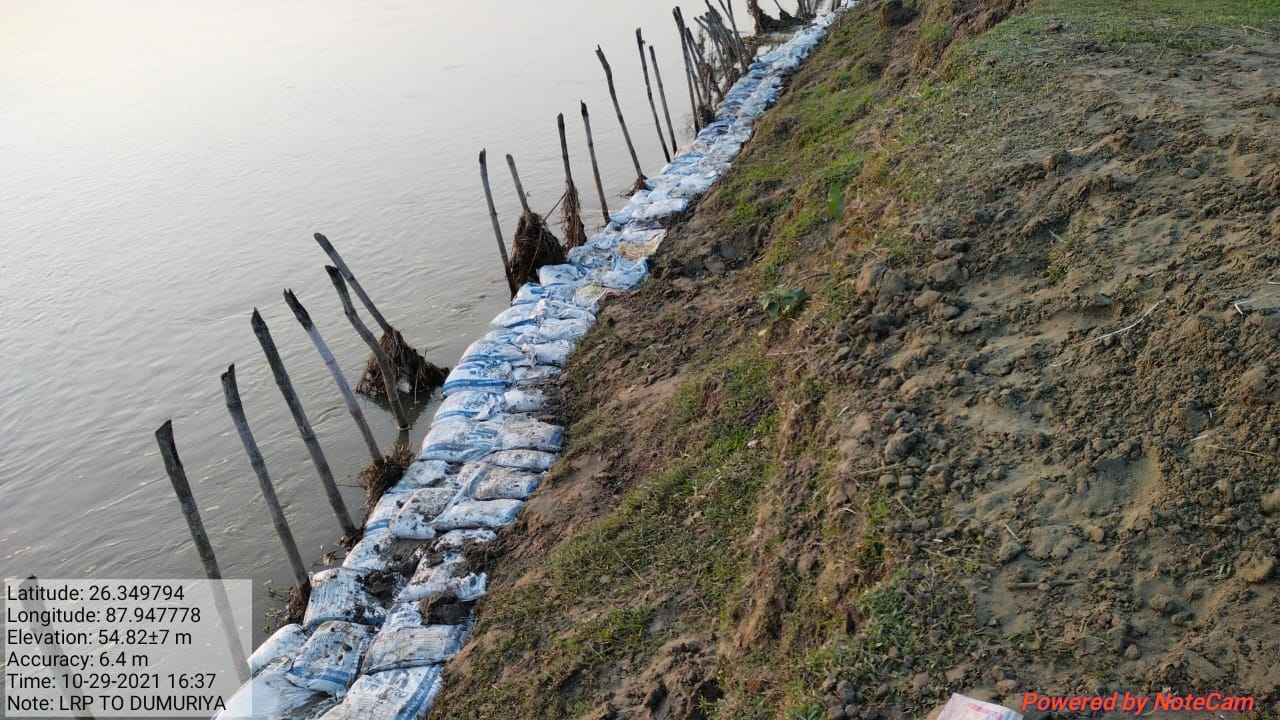 Latitude: 26.349794
Longitude: 87.947778
Elevation: 54.82±7 m
Accuracy: 6.4 m
Time: 10-29-2021 16:37
Note: LRP TO DUMURIYA
Powered by NoteCam